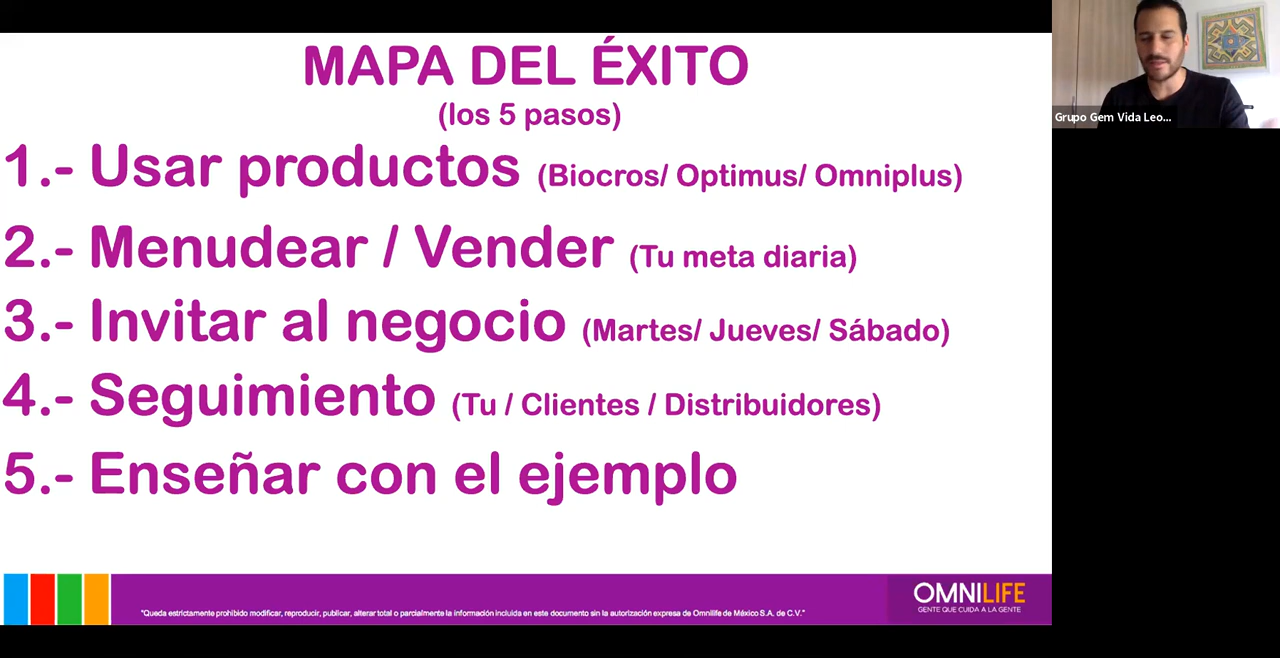 MAPA DEL ÉXITO
(los 5 pasos)
1.- Usar productos (Biocros/ Optimus/ Omniplus)
2.- Menudear / Vender (Tu meta diaria)
3.- Invitar al negocio (Martes/ Jueves/ Sábado)
4.- Seguimiento (Tu / Clientes / Distribuidores)
5.- Enseñar con el ejemplo
"Queda estrictamente prohibido modificar, reproducir, publicar, alterar total o parcialmente la información incluida en este documento sin la autorización expresa de Omnilife de México S.A. de C.V."
OMNILIFE
GENTE QUE CUIDA A LA GENTE
Grupo Gem Vida Leo...